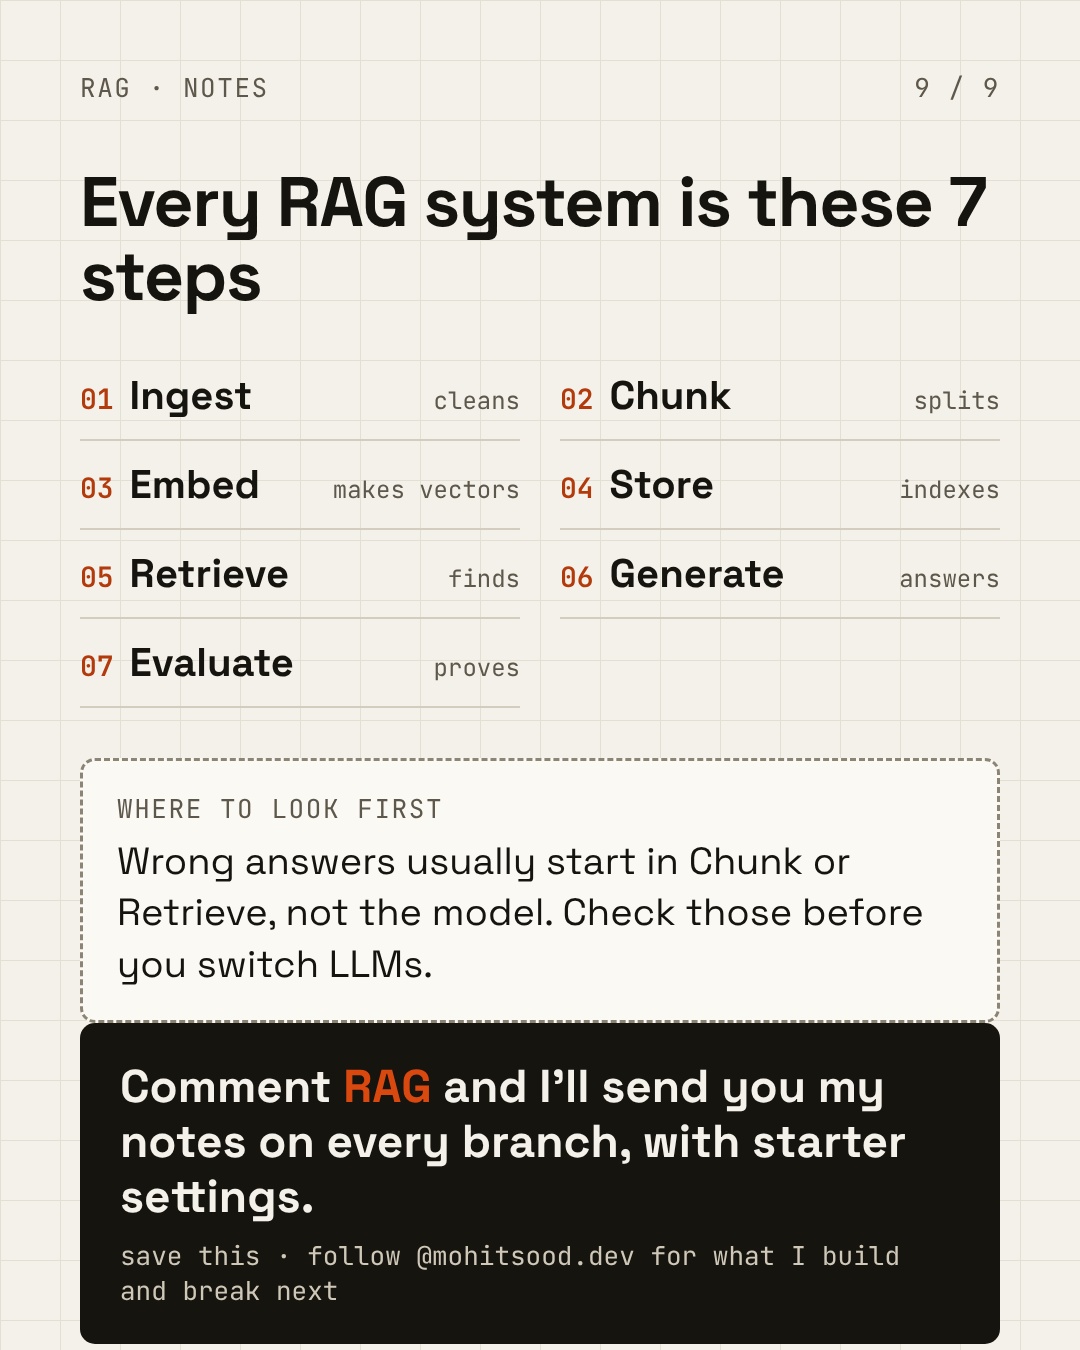 RAG · NOTES
9 / 9
Every RAG system is these 7
steps
01 Ingest cleans
02 Chunk splits
03 Embed makes vectors
04 Store indexes
05 Retrieve finds
06 Generate answers
07 Evaluate proves
WHERE TO LOOK FIRST
Wrong answers usually start in Chunk or
Retrieve, not the model. Check those before
you switch LLMs.
Comment RAG and I’ll send you my
notes on every branch, with starter
settings.
save this · follow @mohitsood.dev for what I build
and break next